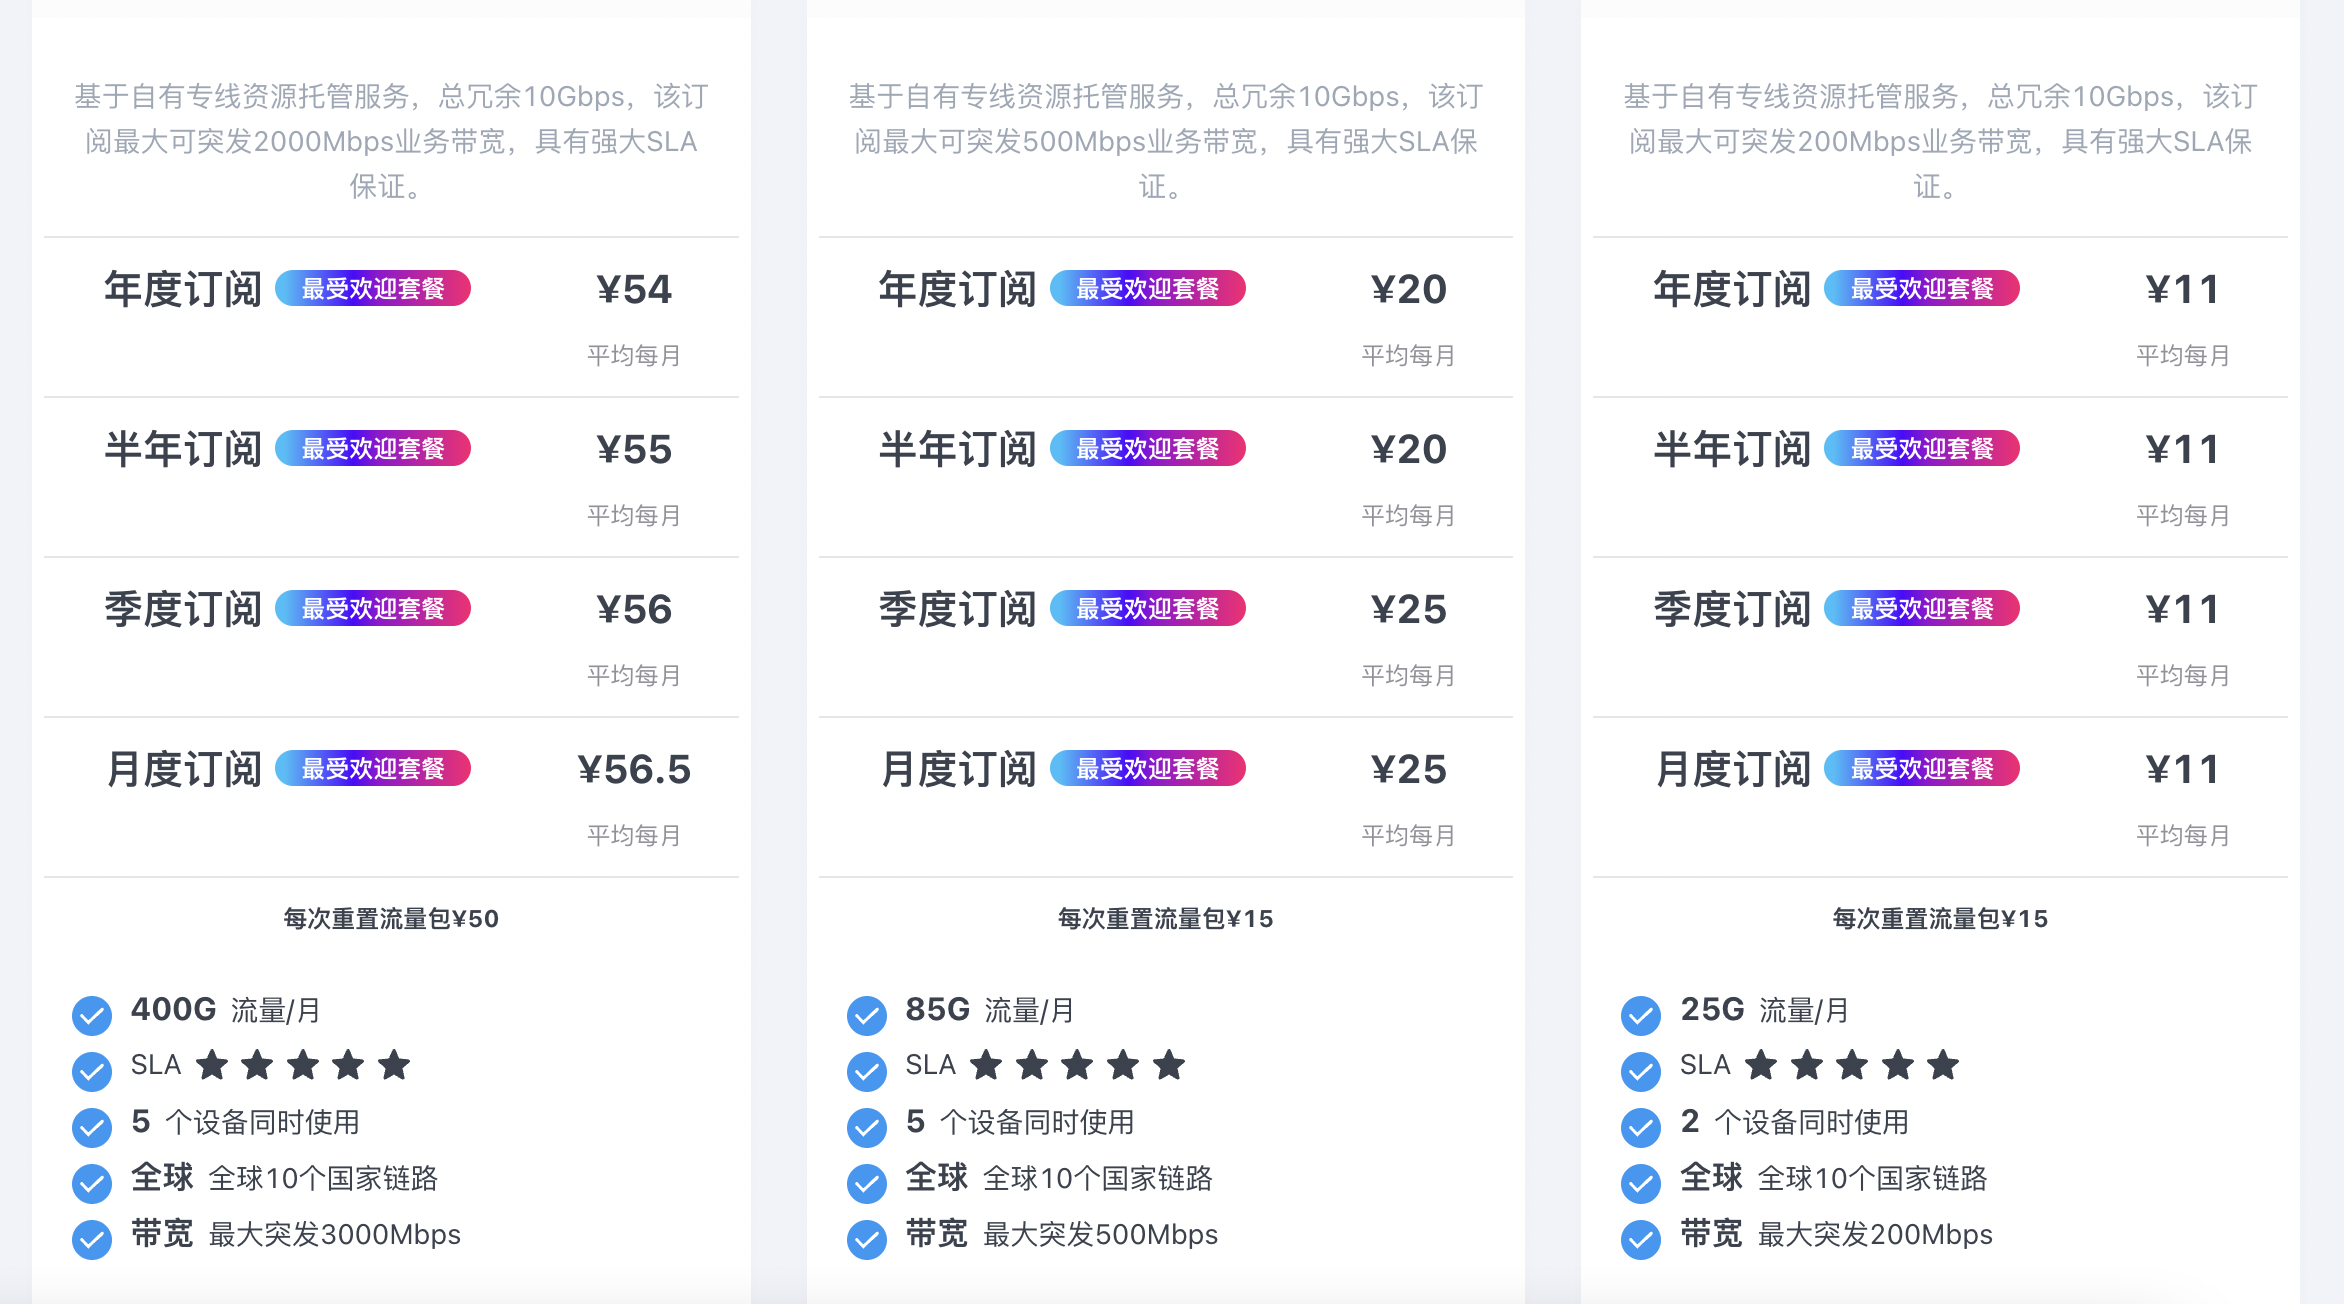 基于自有专线资源托管服务，总冗余10Gbps，该订
阅最大可突发2000Mbps业务带宽，具有强大SLA
保证。
年度订阅 最受欢迎套餐 ¥54
平均每月
半年订阅 最受欢迎套餐 ¥55
平均每月
季度订阅 最受欢迎套餐 ¥56
平均每月
月度订阅 最受欢迎套餐 ¥56.5
平均每月
每次重置流量包¥50
400G 流量/月
SLA ★ ★ ★ ★ ★
5 个设备同时使用
全球 全球10个国家链路
带宽 最大突发3000Mbps
基于自有专线资源托管服务，总冗余10Gbps，该订
阅最大可突发500Mbps业务带宽，具有强大SLA保
证。
年度订阅 最受欢迎套餐 ¥20
平均每月
半年订阅 最受欢迎套餐 ¥20
平均每月
季度订阅 最受欢迎套餐 ¥25
平均每月
月度订阅 最受欢迎套餐 ¥25
平均每月
每次重置流量包¥15
85G 流量/月
SLA ★ ★ ★ ★ ★
5 个设备同时使用
全球 全球10个国家链路
带宽 最大突发500Mbps
基于自有专线资源托管服务，总冗余10Gbps，该订
阅最大可突发200Mbps业务带宽，具有强大SLA保
证。
年度订阅 最受欢迎套餐 ¥11
平均每月
半年订阅 最受欢迎套餐 ¥11
平均每月
季度订阅 最受欢迎套餐 ¥11
平均每月
月度订阅 最受欢迎套餐 ¥11
平均每月
每次重置流量包¥15
25G 流量/月
SLA ★ ★ ★ ★ ★
2 个设备同时使用
全球 全球10个国家链路
带宽 最大突发200Mbps